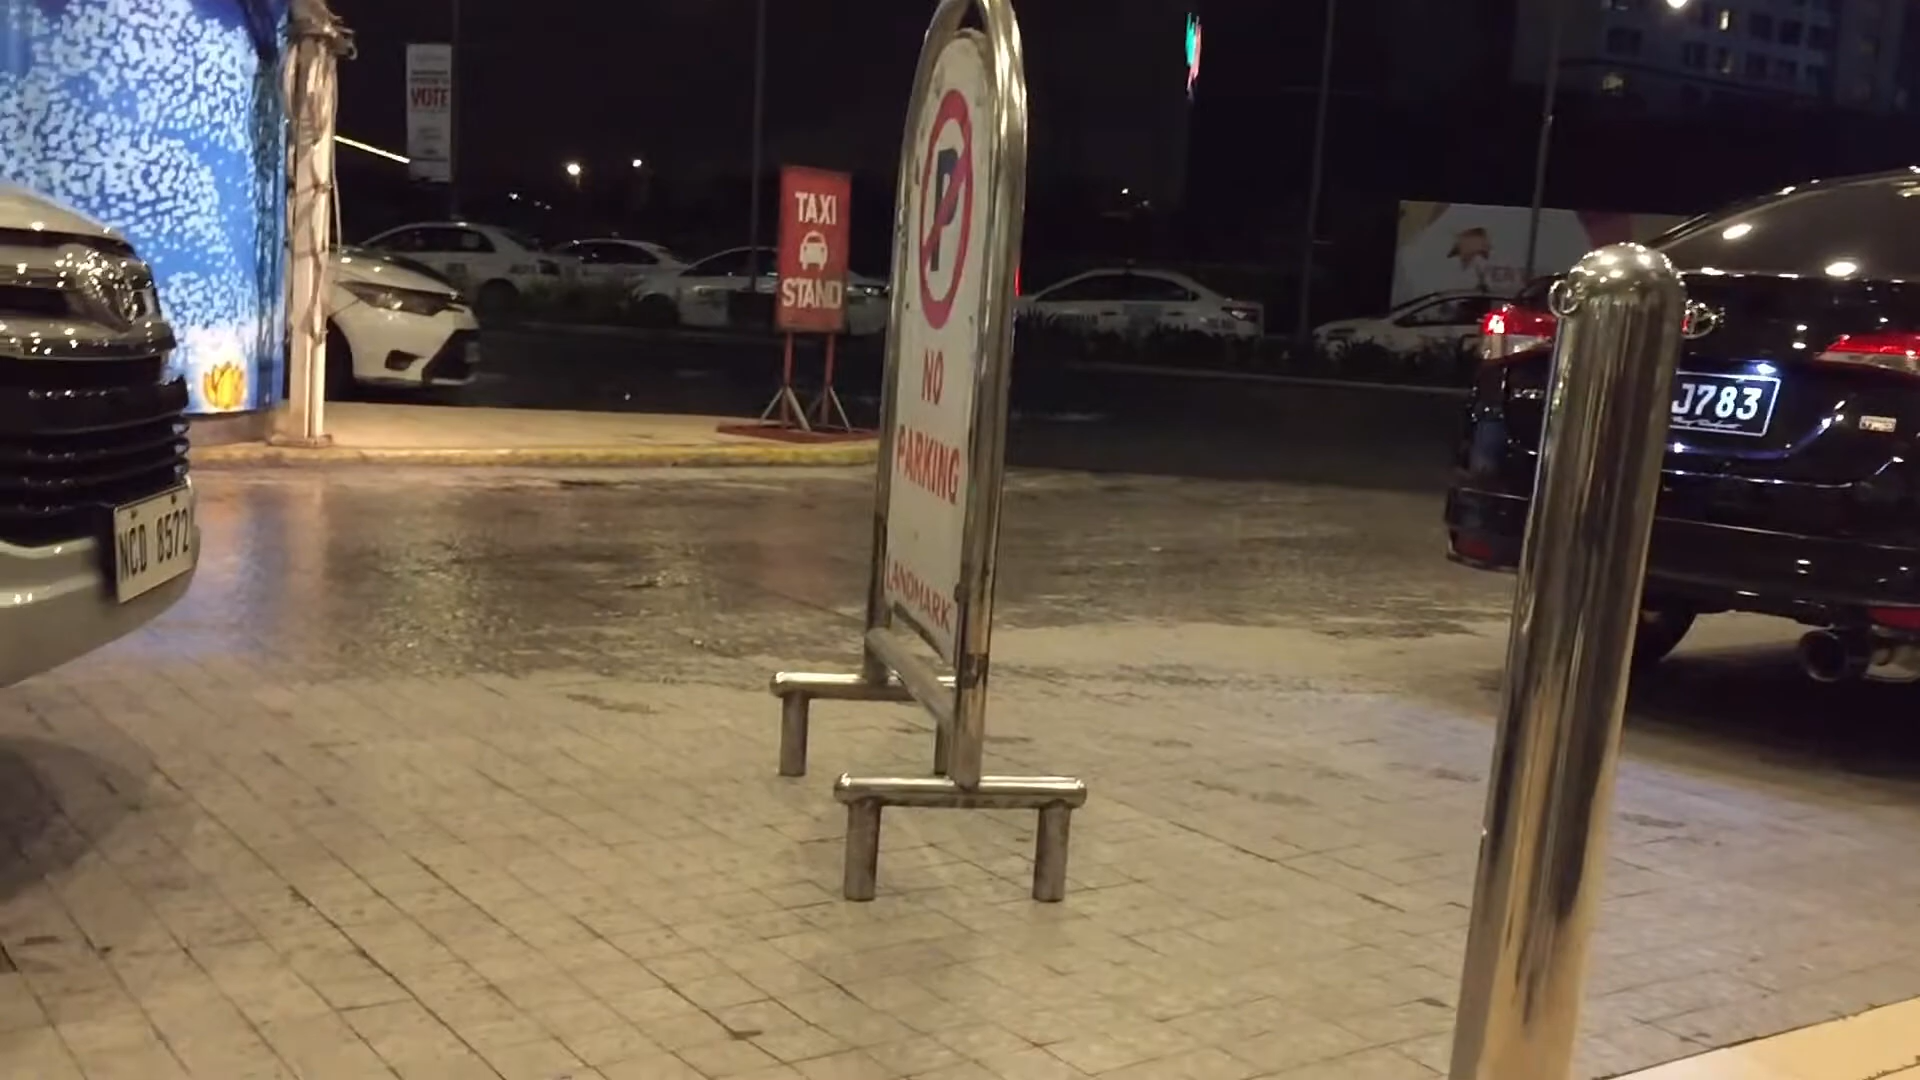 VOTE
TAXI
STAND
NO
PARKING
LANDMARK
NCD 8572
J783